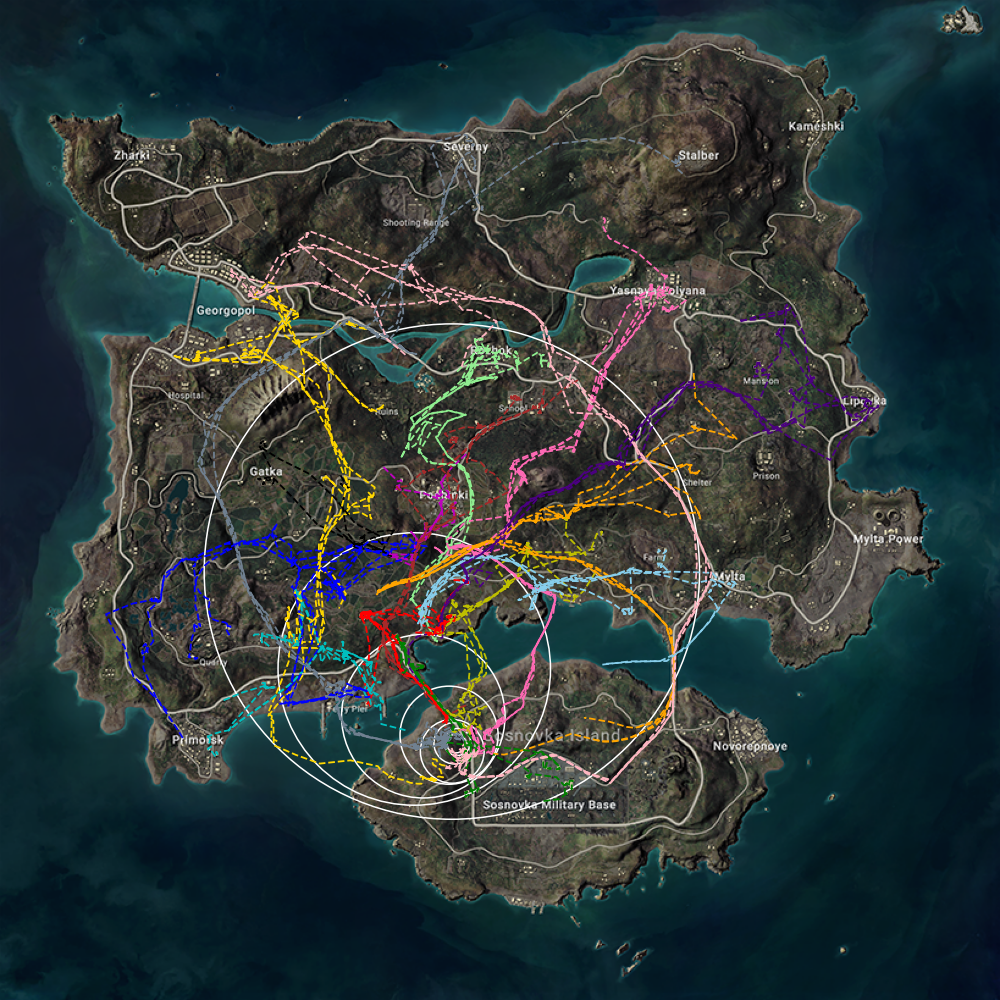 Zharki
Severny
Stalber
Kameshki
Shooting Range
Georgopol
Yasnaya Polyana
Rozhok
Hospital
Ruins
School
Mansion
Lipovka
Gatka
Pochinki
Shelter
Prison
Mylta Power
Farm
Mylta
Quarry
Ferry Pier
Primorsk
Sosnovka Island
Novorepnoye
Sosnovka Military Base